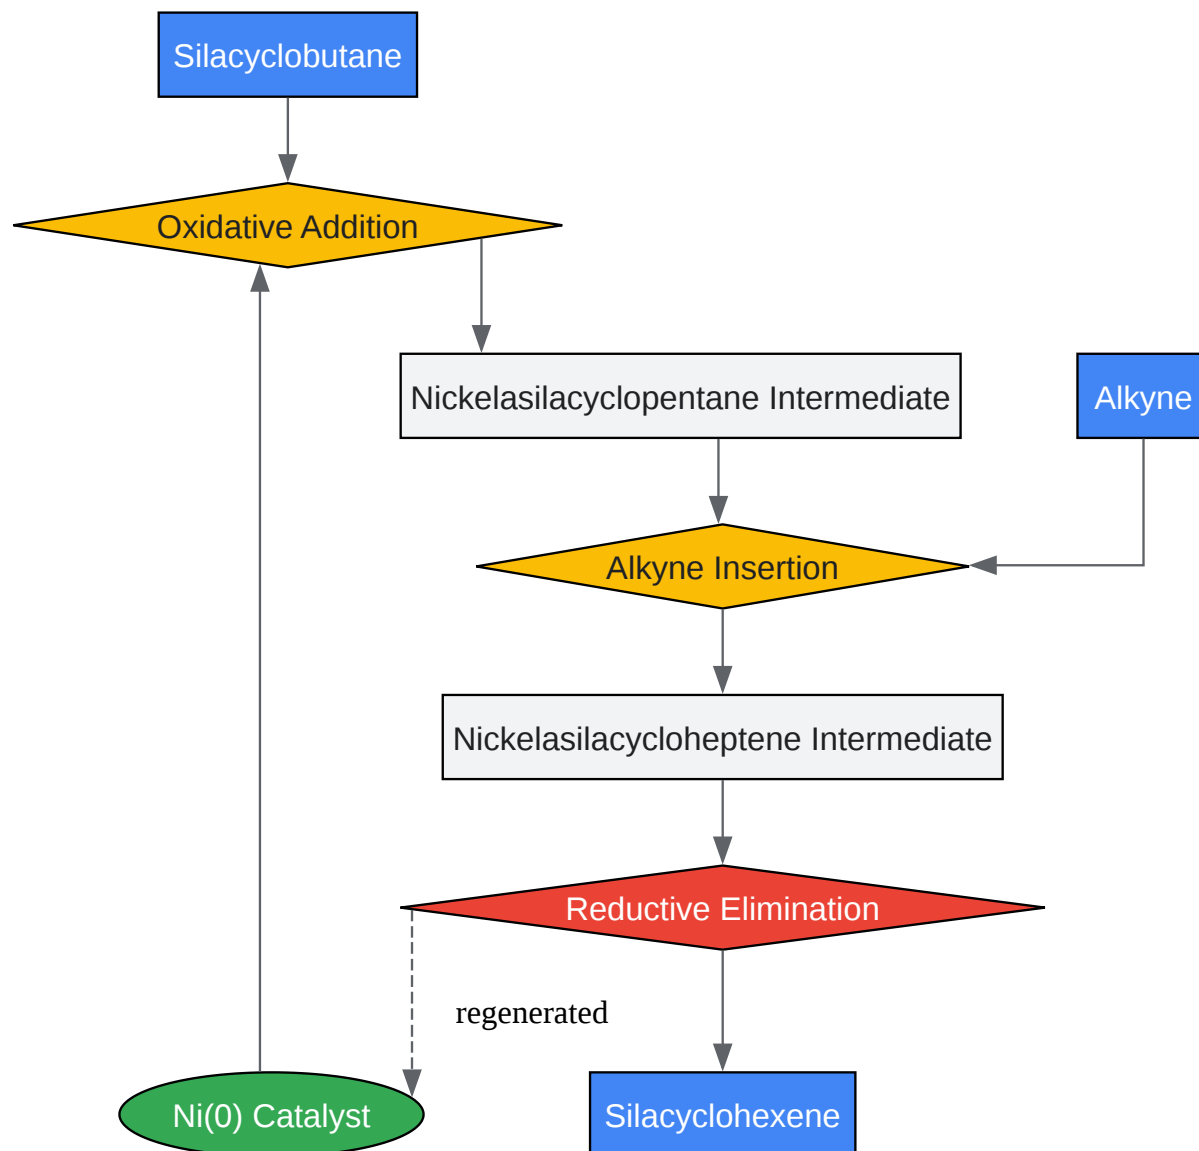 Silacyclobutane
Oxidative Addition
Nickelasilacyclopentane Intermediate
Alkyne
Alkyne Insertion
Nickelasilacycloheptene Intermediate
Reductive Elimination
regenerated
Ni(0) Catalyst
Silacyclohexene